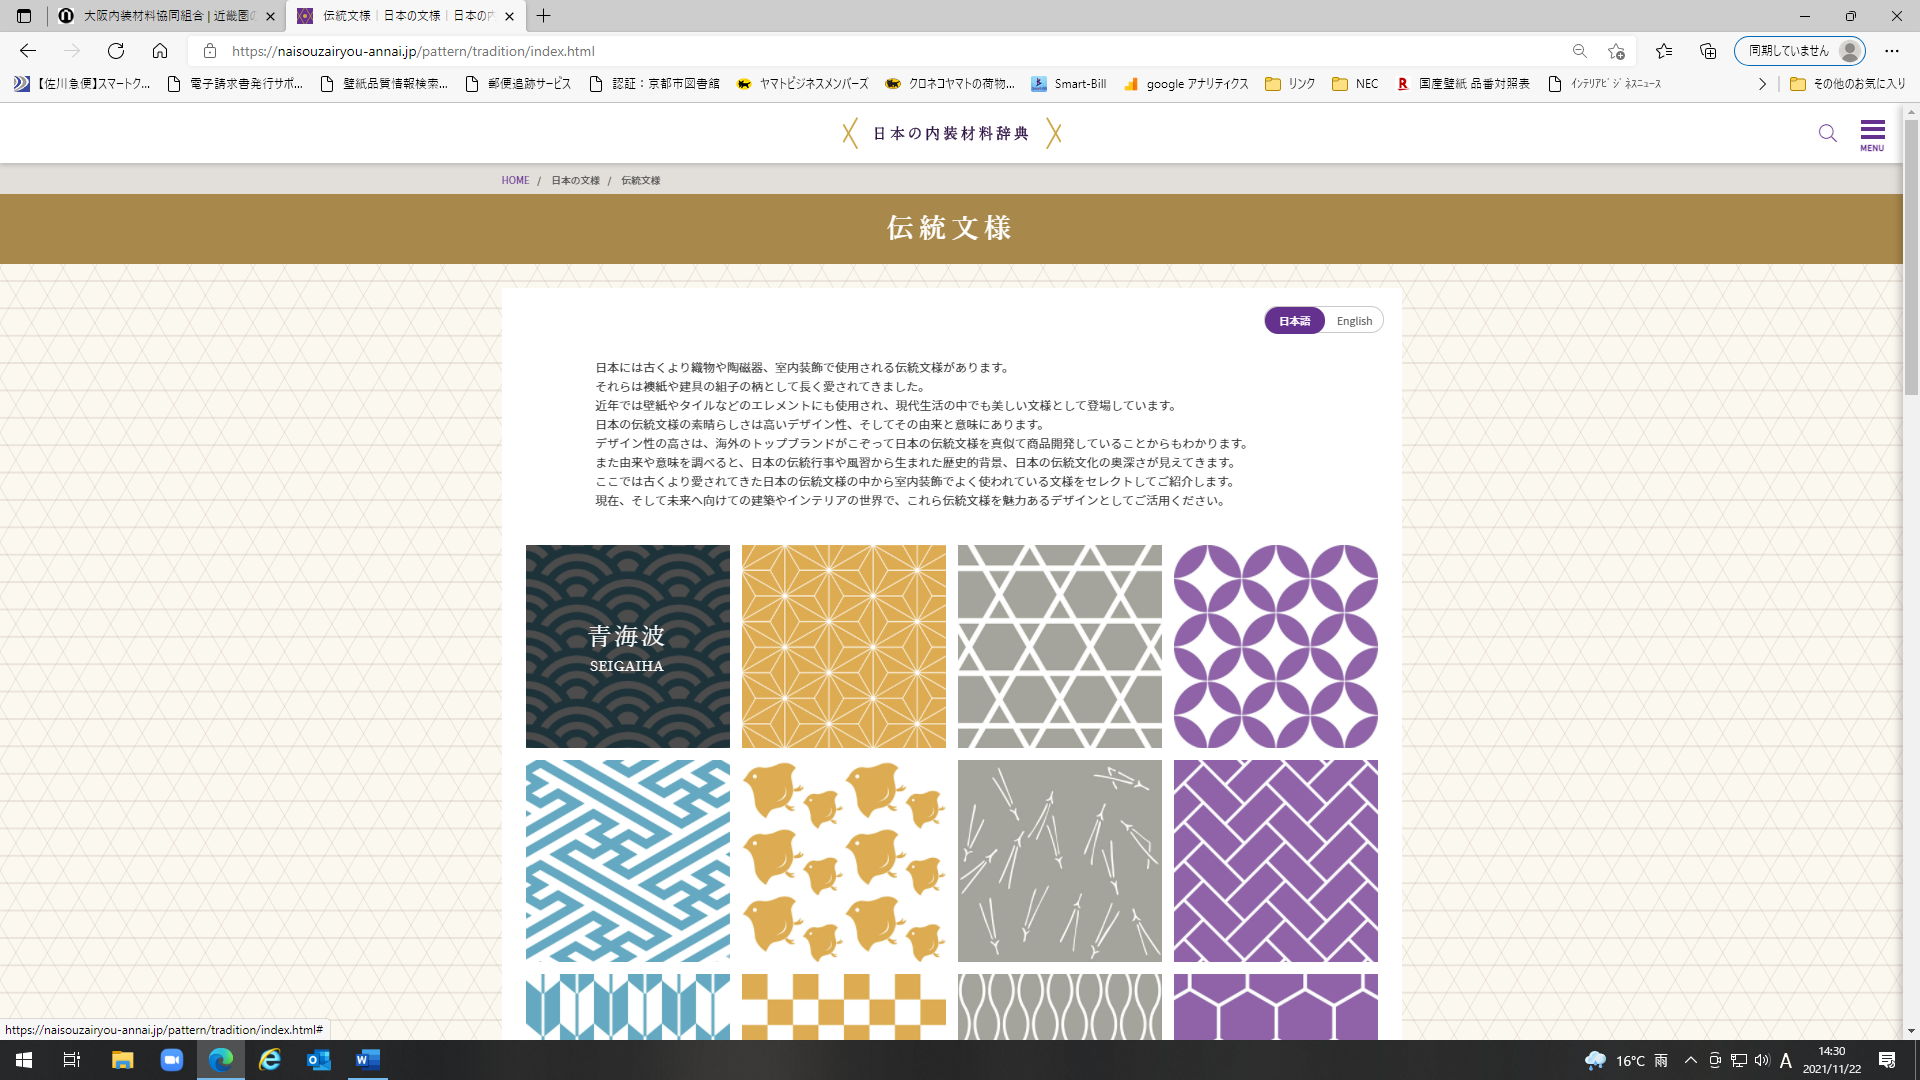 大阪内装材料協同組合 | 近畿圏の
伝統文様｜日本の文様｜日本の内
https://naisouzairyou-annai.jp/pattern/tradition/index.html
同期していません
【佐川急便】スマートク...
電子請求書発行サポ...
壁紙品質情報検索...
郵便追跡サービス
認証：京都市図書館
ヤマトビジネスメンバーズ
クロネコヤマトの荷物...
Smart-Bill
google アナリティクス
リンク
NEC
国産壁紙 品番対照表
ｲﾝﾃﾘｱﾋﾞｼﾞﾈｽﾆｭｰｽ
その他のお気に入り
日本の内装材料辞典
MENU
HOME / 日本の文様 / 伝統文様
伝統文様
日本語 English
日本には古くより織物や陶磁器、室内装飾で使用される伝統文様があります。
それらは襖紙や建具の組子の柄として長く愛されてきました。
近年では壁紙やタイルなどのエレメントにも使用され、現代生活の中でも美しい文様として登場しています。
日本の伝統文様の素晴らしさは高いデザイン性、そしてその由来と意味にあります。
デザイン性の高さは、海外のトップブランドがこぞって日本の伝統文様を真似て商品開発していることからもわかります。
また由来や意味を調べると、日本の伝統行事や風習から生まれた歴史的背景、日本の伝統文化の奥深さが見えてきます。
ここでは古くより愛されてきた日本の伝統文様の中から室内装飾でよく使われている文様をセレクトしてご紹介します。
現在、そして未来へ向けての建築やインテリアの世界で、これら伝統文様を魅力あるデザインとしてご活用ください。
青海波
SEIGAIHA
https://naisouzairyou-annai.jp/pattern/tradition/index.html#
16°C 雨
A
14:30
2021/11/22